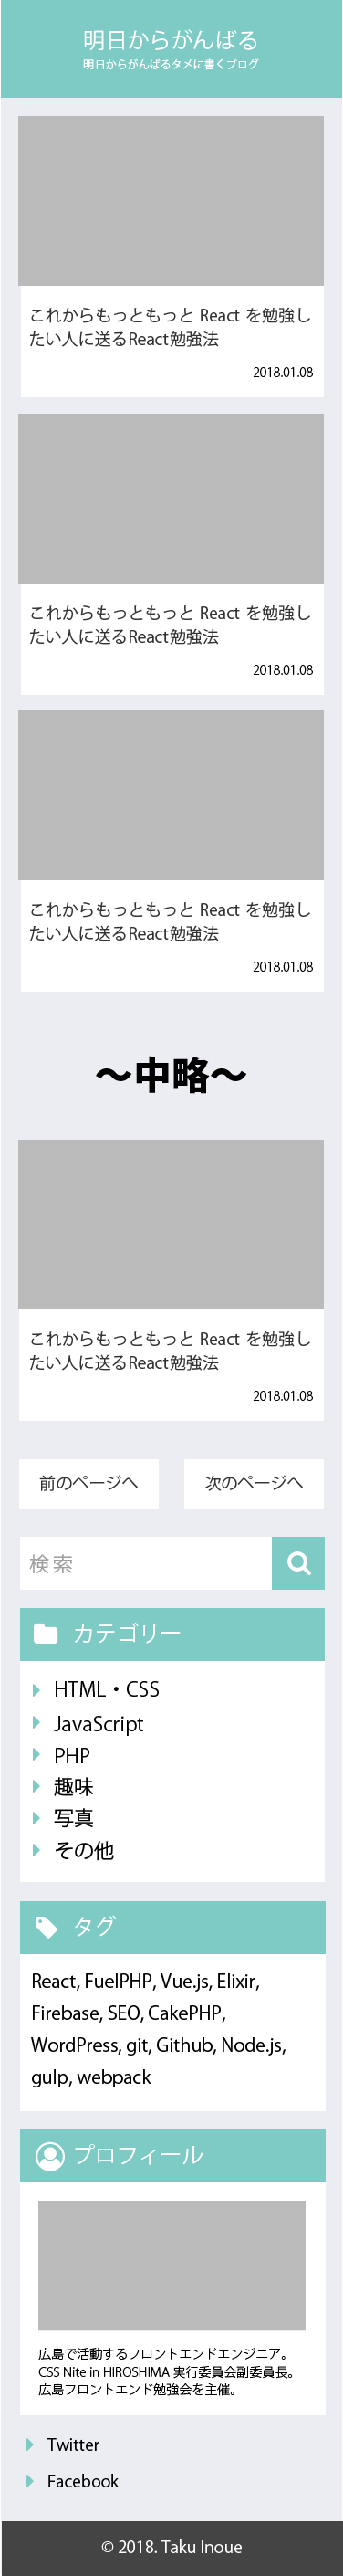 明日からがんばる
明日からがんばるタメに書くブログ
これからもっともっと React を勉強し
たい人に送るReact勉強法
2018.01.08
これからもっともっと React を勉強し
たい人に送るReact勉強法
2018.01.08
これからもっともっと React を勉強し
たい人に送るReact勉強法
2018.01.08
〜中略〜
これからもっともっと React を勉強し
たい人に送るReact勉強法
2018.01.08
前のページへ 次のページへ
検索
カテゴリー
HTML・CSS
JavaScript
PHP
趣味
写真
その他
タグ
React, FuelPHP, Vue.js, Elixir,
Firebase, SEO, CakePHP,
WordPress, git, Github, Node.js,
gulp, webpack
プロフィール
広島で活動するフロントエンドエンジニア。
CSS Nite in HIROSHIMA 実行委員会副委員長。
広島フロントエンド勉強会を主催。
Twitter
Facebook
© 2018. Taku Inoue